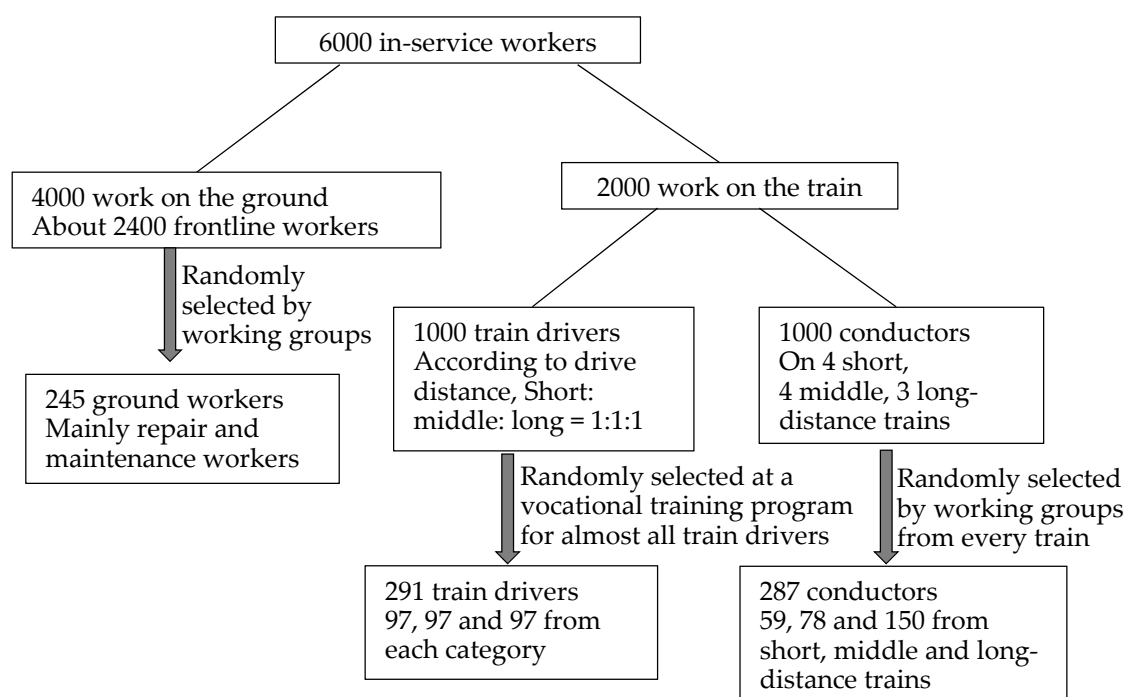 6000 in-service workers
4000 work on the ground
About 2400 frontline workers
2000 work on the train
Randomly
selected by
working groups
1000 train drivers
According to drive
distance, Short:
middle: long = 1:1:1
1000 conductors
On 4 short,
4 middle, 3 long-
distance trains
245 ground workers
Mainly repair and
maintenance workers
Randomly selected at a
vocational training program
for almost all train drivers
Randomly selected
by working groups
from every train
291 train drivers
97, 97 and 97 from
each category
287 conductors
59, 78 and 150 from
short, middle and long-
distance trains